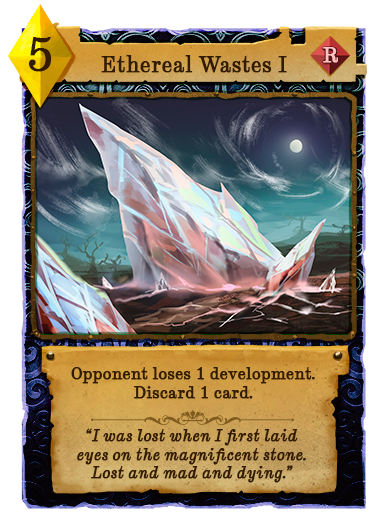 5
Ethereal Wastes I
R
Opponent loses 1 development.
Discard 1 card.
“I was lost when I first laid
eyes on the magnificent stone.
Lost and mad and dying.”